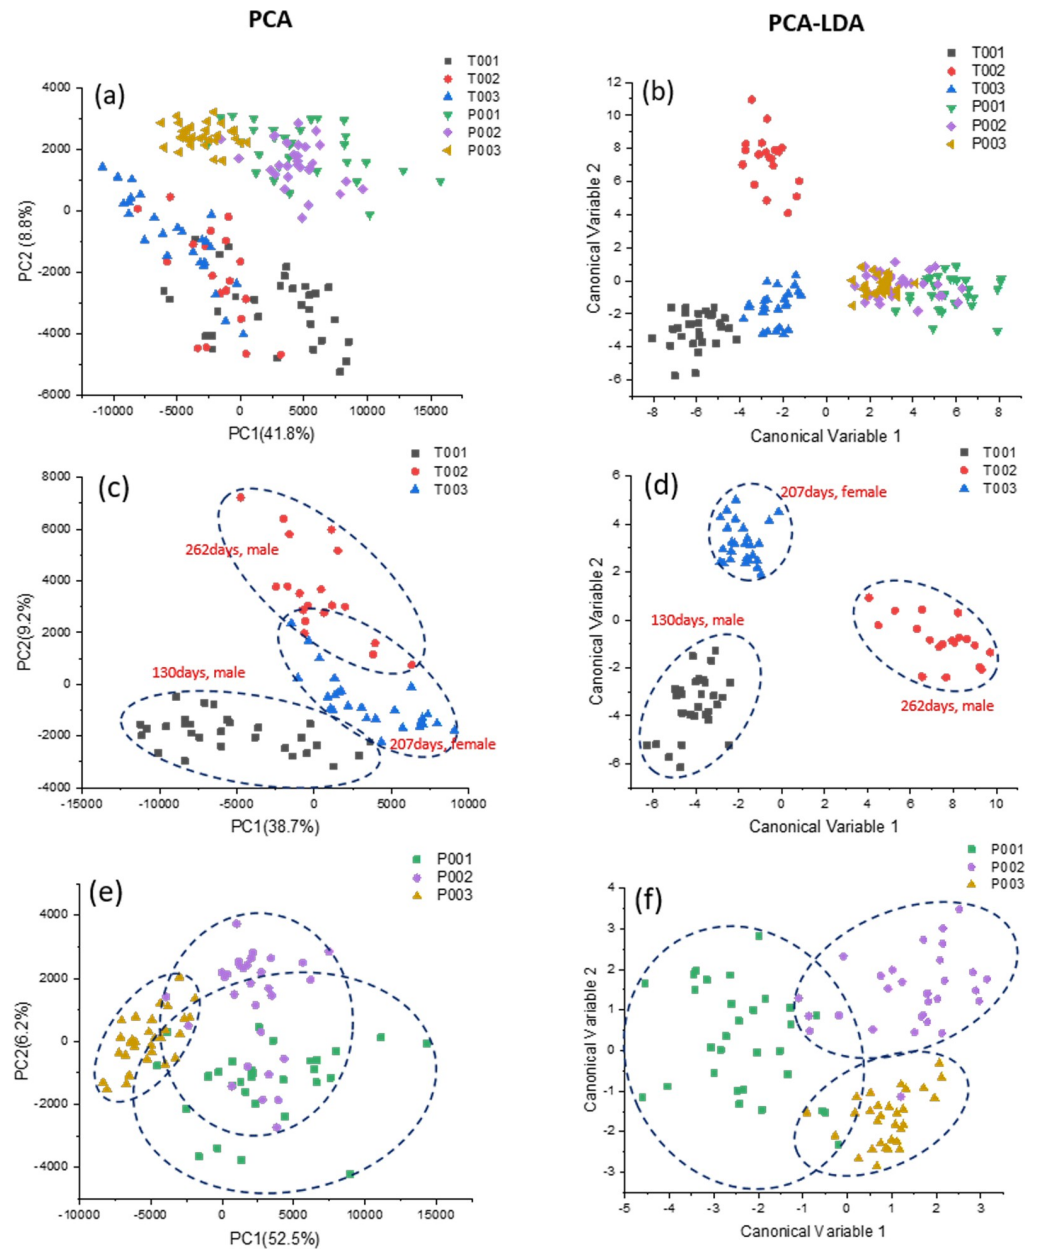 PCA
PCA-LDA
T001
T002
T003
P001
P002
P003
(a)
4000
2000
0
-2000
-4000
-6000
PC2 (8.8%)
-10000 -5000 0 5000 10000 15000
PC1(41.8%)
T001
T002
T003
P001
P002
P003
(b)
12
10
8
6
4
2
0
-2
-4
-6
Canonical Variable 2
-8 -6 -4 -2 0 2 4 6 8
Canonical Variable 1
T001
T002
T003
(c)
8000
6000
4000
2000
0
-2000
-4000
PC2(9.2%)
262days, male
130days, male
207days, female
-15000 -10000 -5000 0 5000 10000
PC1(38.7%)
T001
T002
T003
(d)
6
4
2
0
-2
-4
-6
Canonical Variable 2
207days, female
130days, male
262days, male
-6 -4 -2 0 2 4 6 8 10
Canonical Variable 1
P001
P002
P003
(e)
4000
2000
0
-2000
-4000
PC2(6.2%)
-10000 -5000 0 5000 10000 15000
PC1(52.5%)
P001
P002
P003
(f)
4
3
2
1
0
-1
-2
-3
Canonical Variable 2
-5 -4 -3 -2 -1 0 1 2 3
Canonical Variable 1